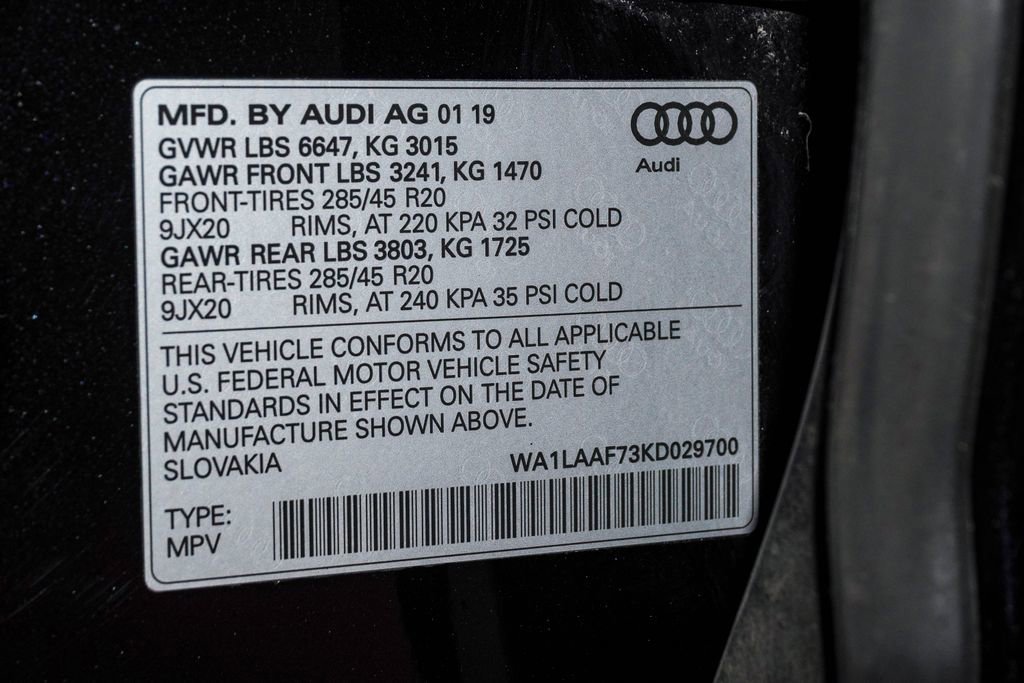 MFD. BY AUDI AG 01 19
Audi
GVWR LBS 6647, KG 3015
GAWR FRONT LBS 3241, KG 1470
FRONT-TIRES 285/45 R20
9JX20 RIMS, AT 220 KPA 32 PSI COLD
GAWR REAR LBS 3803, KG 1725
REAR-TIRES 285/45 R20
9JX20 RIMS, AT 240 KPA 35 PSI COLD
THIS VEHICLE CONFORMS TO ALL APPLICABLE
U.S. FEDERAL MOTOR VEHICLE SAFETY
STANDARDS IN EFFECT ON THE DATE OF
MANUFACTURE SHOWN ABOVE.
SLOVAKIA WA1LAAF73KD029700
TYPE:
MPV